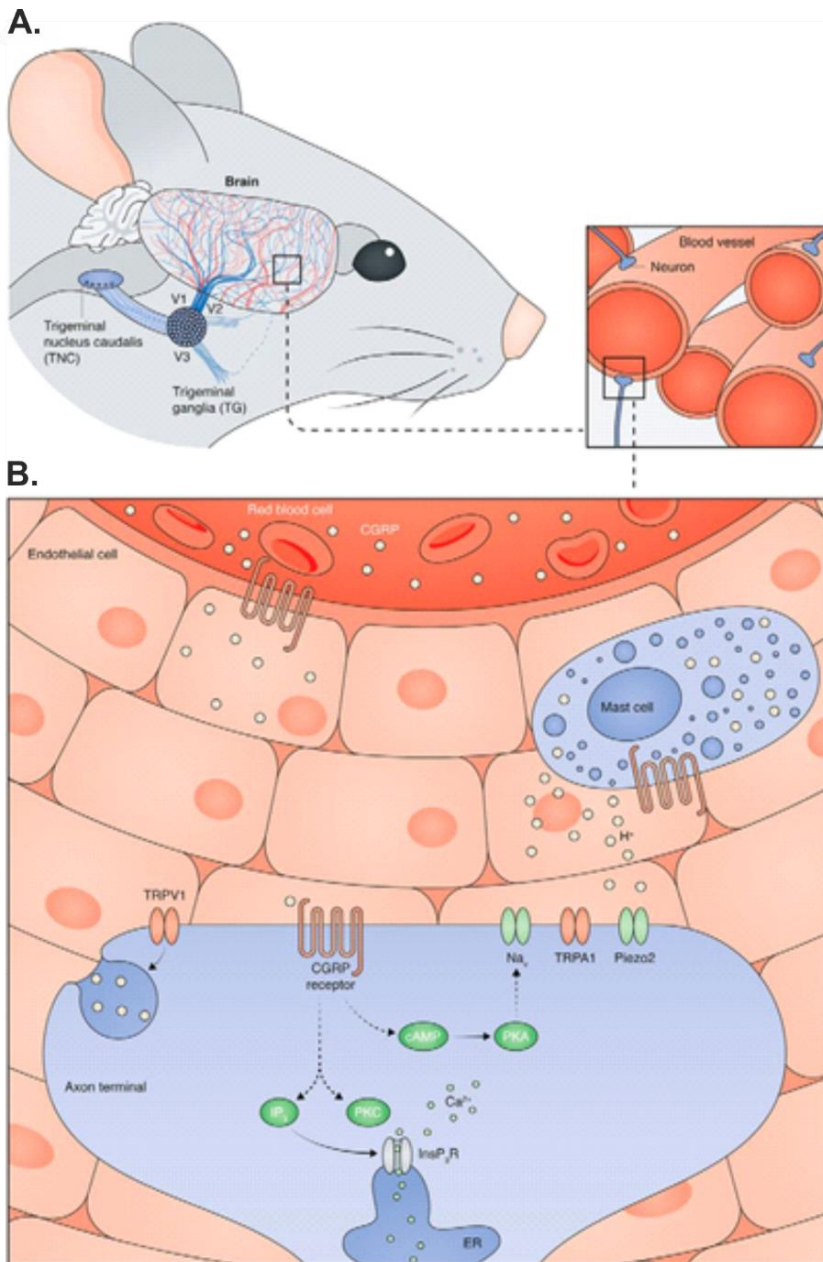 A.
Brain
Blood vessel
Neuron
V1
V2
V3
Trigeminal
nucleus caudalis
(TNC)
Trigeminal
ganglia (TG)
B.
Red blood cell
CGRP
Endothelial cell
Mast cell
H⁺
TRPV1
CGRP
receptor
Naᵥ
TRPA1
Piezo2
cAMP
PKA
Axon terminal
Ca²⁺
IP₃
PKC
InsP₃R
ER